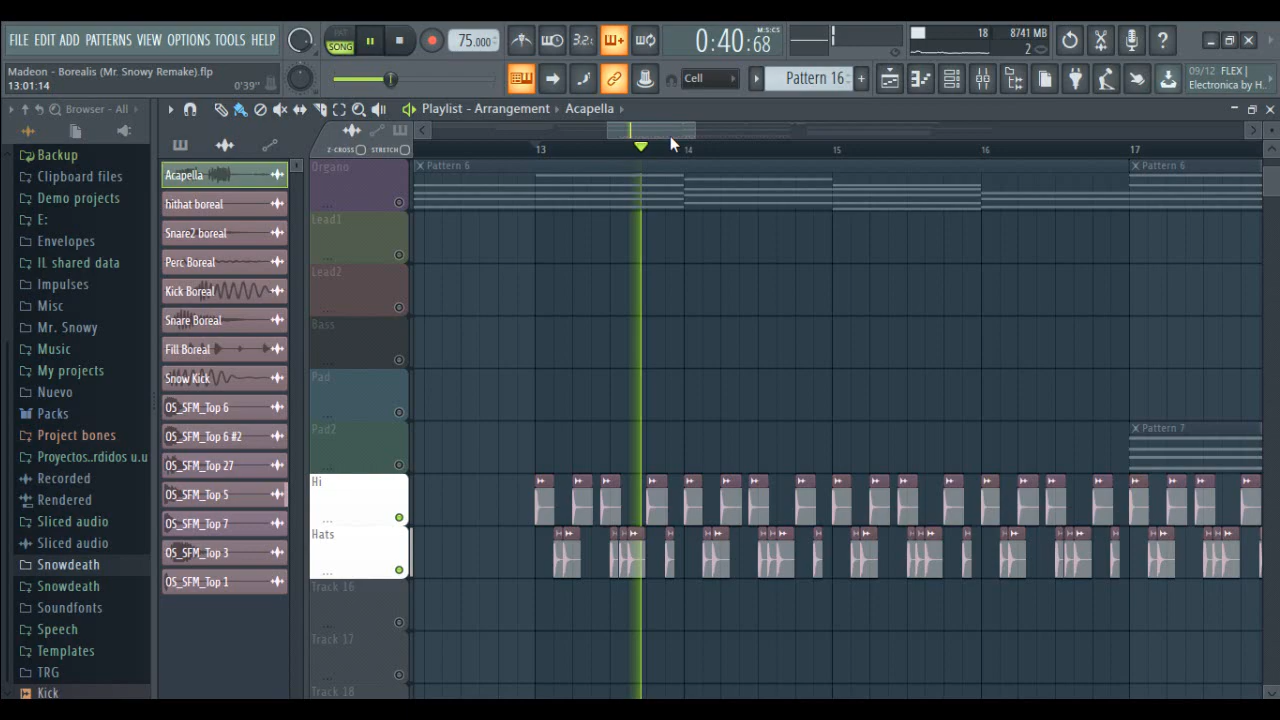 FILE EDIT ADD PATTERNS VIEW OPTIONS TOOLS HELP
PAT
SONG
75.000
3.2
0:40:68
M:S:CS
18
8741 MB
2
Madeon - Borealis (Mr. Snowy Remake).flp
13:01:14
0'39"
Cell
Pattern 16
09/12 FLEX |
Electronica by H..
Browser - All
Playlist - Arrangement
Acapella
Z-CROSS
STRETCH
13
14
15
16
17
Backup
Clipboard files
Demo projects
E:
Envelopes
IL shared data
Impulses
Misc
Mr. Snowy
Music
My projects
Nuevo
Packs
Project bones
Proyectos..rdidos u.u
Recorded
Rendered
Sliced audio
Sliced audio
Snowdeath
Snowdeath
Soundfonts
Speech
Templates
TRG
Kick
Acapella
hithat boreal
Snare2 boreal
Perc Boreal
Kick Boreal
Snare Boreal
Fill Boreal
Snow Kick
OS_SFM_Top 6
OS_SFM_Top 6 #2
OS_SFM_Top 27
OS_SFM_Top 5
OS_SFM_Top 7
OS_SFM_Top 3
OS_SFM_Top 1
Organo
Lead1
Lead2
Bass
Pad
Pad2
Hi
Hats
Track 16
Track 17
Track 18
Pattern 6
Pattern 6
Pattern 7